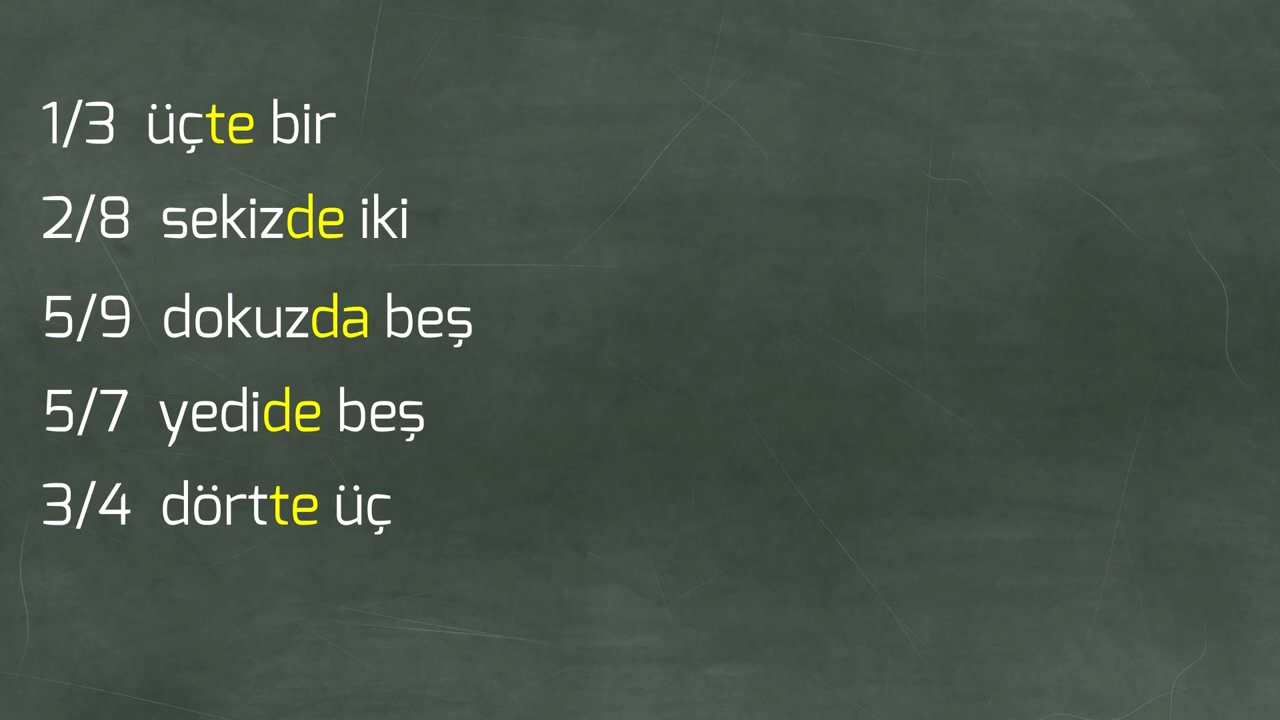 1/3 üçte bir
2/8 sekizde iki
5/9 dokuzda beş
5/7 yedide beş
3/4 dörtte üç